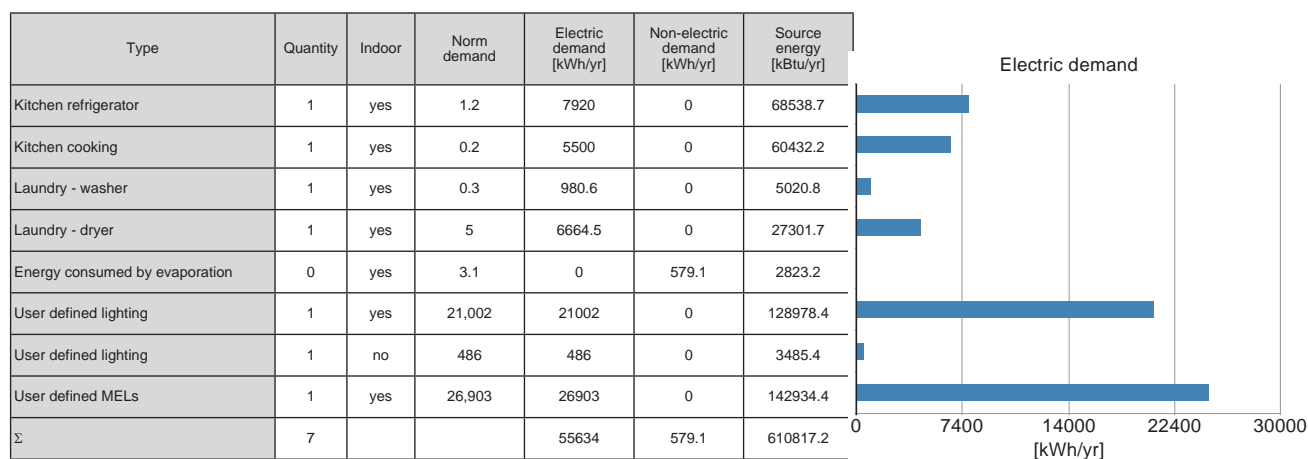 Type Quantity Indoor Norm demand Electric demand [kWh/yr] Non-electric demand [kWh/yr] Source energy [kBtu/yr]
Kitchen refrigerator 1 yes 1.2 7920 0 68538.7
Kitchen cooking 1 yes 0.2 5500 0 60432.2
Laundry - washer 1 yes 0.3 980.6 0 5020.8
Laundry - dryer 1 yes 5 6664.5 0 27301.7
Energy consumed by evaporation 0 yes 3.1 0 579.1 2823.2
User defined lighting 1 yes 21,002 21002 0 128978.4
User defined lighting 1 no 486 486 0 3485.4
User defined MELs 1 yes 26,903 26903 0 142934.4
Σ 7 55634 579.1 610817.2
Electric demand
0 7400 14000 22400 30000
[kWh/yr]